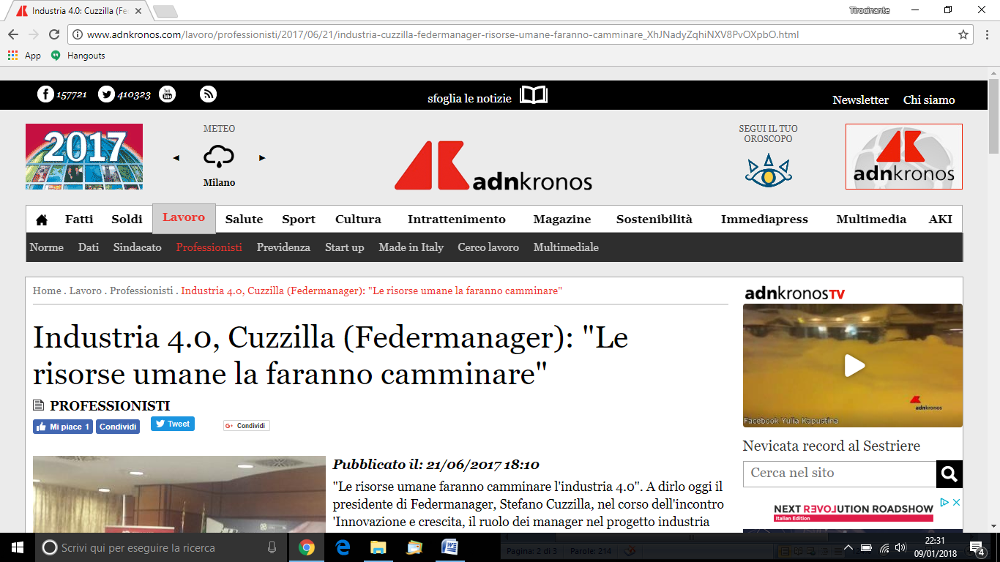 Industria 4.0: Cuzzilla (Fe
Tirocinante
www.adnkronos.com/lavoro/professionisti/2017/06/21/industria-cuzzilla-federmanager-risorse-umane-faranno-camminare_XhJNadyZqhiNXV8PvOXpbO.html
App Hangouts
157721 410323 sfoglia le notizie Newsletter Chi siamo
2017
METEO
Milano
adnkronos
SEGUI IL TUO
OROSCOPO
adnkronos
Fatti Soldi Lavoro Salute Sport Cultura Intrattenimento Magazine Sostenibilità Immediapress Multimedia AKI
Norme Dati Sindacato Professionisti Previdenza Start up Made in Italy Cerco lavoro Multimediale
Home . Lavoro . Professionisti . Industria 4.0, Cuzzilla (Federmanager): "Le risorse umane la faranno camminare"
Industria 4.0, Cuzzilla (Federmanager): "Le
risorse umane la faranno camminare"
PROFESSIONISTI
Mi piace 1 Condividi Tweet G+ Condividi
Pubblicato il: 21/06/2017 18:10
"Le risorse umane faranno camminare l'industria 4.0". A dirlo oggi il
presidente di Federmanager, Stefano Cuzzilla, nel corso dell'incontro
'Innovazione e crescita, il ruolo dei manager nel progetto industria
adnkronosTV
adnkronos
Facebook Yulia Kapustina
Nevicata record al Sestriere
Cerca nel sito
NEXT REVOLUTION ROADSHOW
Italian Edition
Scrivi qui per eseguire la ricerca
Pagina: 2 di 3 Parole: 214
22:31
09/01/2018
4